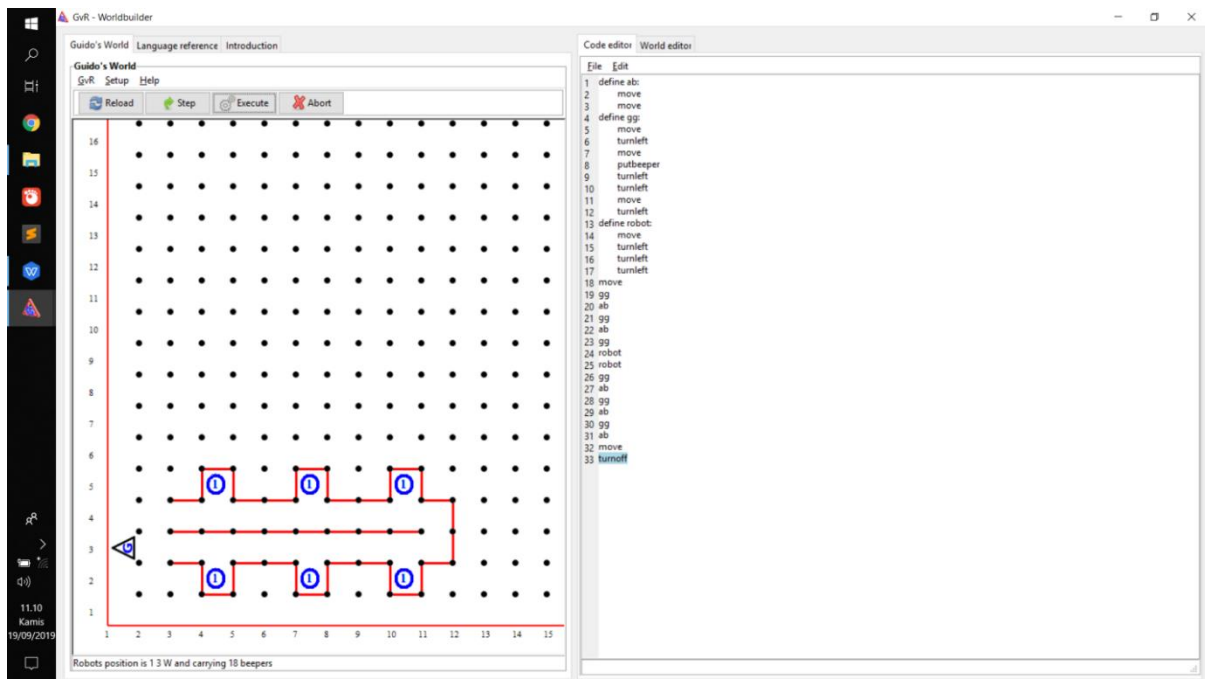 GvR - Worldbuilder
Guido's World Language reference Introduction
Guido's World
GvR Setup Help
Reload Step Execute Abort
16
15
14
13
12
11
10
9
8
7
6
5
4
3
2
1
1 1 1
G
1 1 1
1 2 3 4 5 6 7 8 9 10 11 12 13 14 15
Robots position is 1 3 W and carrying 18 beepers
Code editor World editor
File Edit
1 define ab:
2 move
3 move
4 define gg:
5 move
6 turnleft
7 move
8 putbeeper
9 turnleft
10 turnleft
11 move
12 turnleft
13 define robot:
14 move
15 turnleft
16 turnleft
17 turnleft
18 move
19 gg
20 ab
21 gg
22 ab
23 gg
24 robot
25 robot
26 gg
27 ab
28 gg
29 ab
30 gg
31 ab
32 move
33 turnoff
11.10
Kamis
19/09/2019